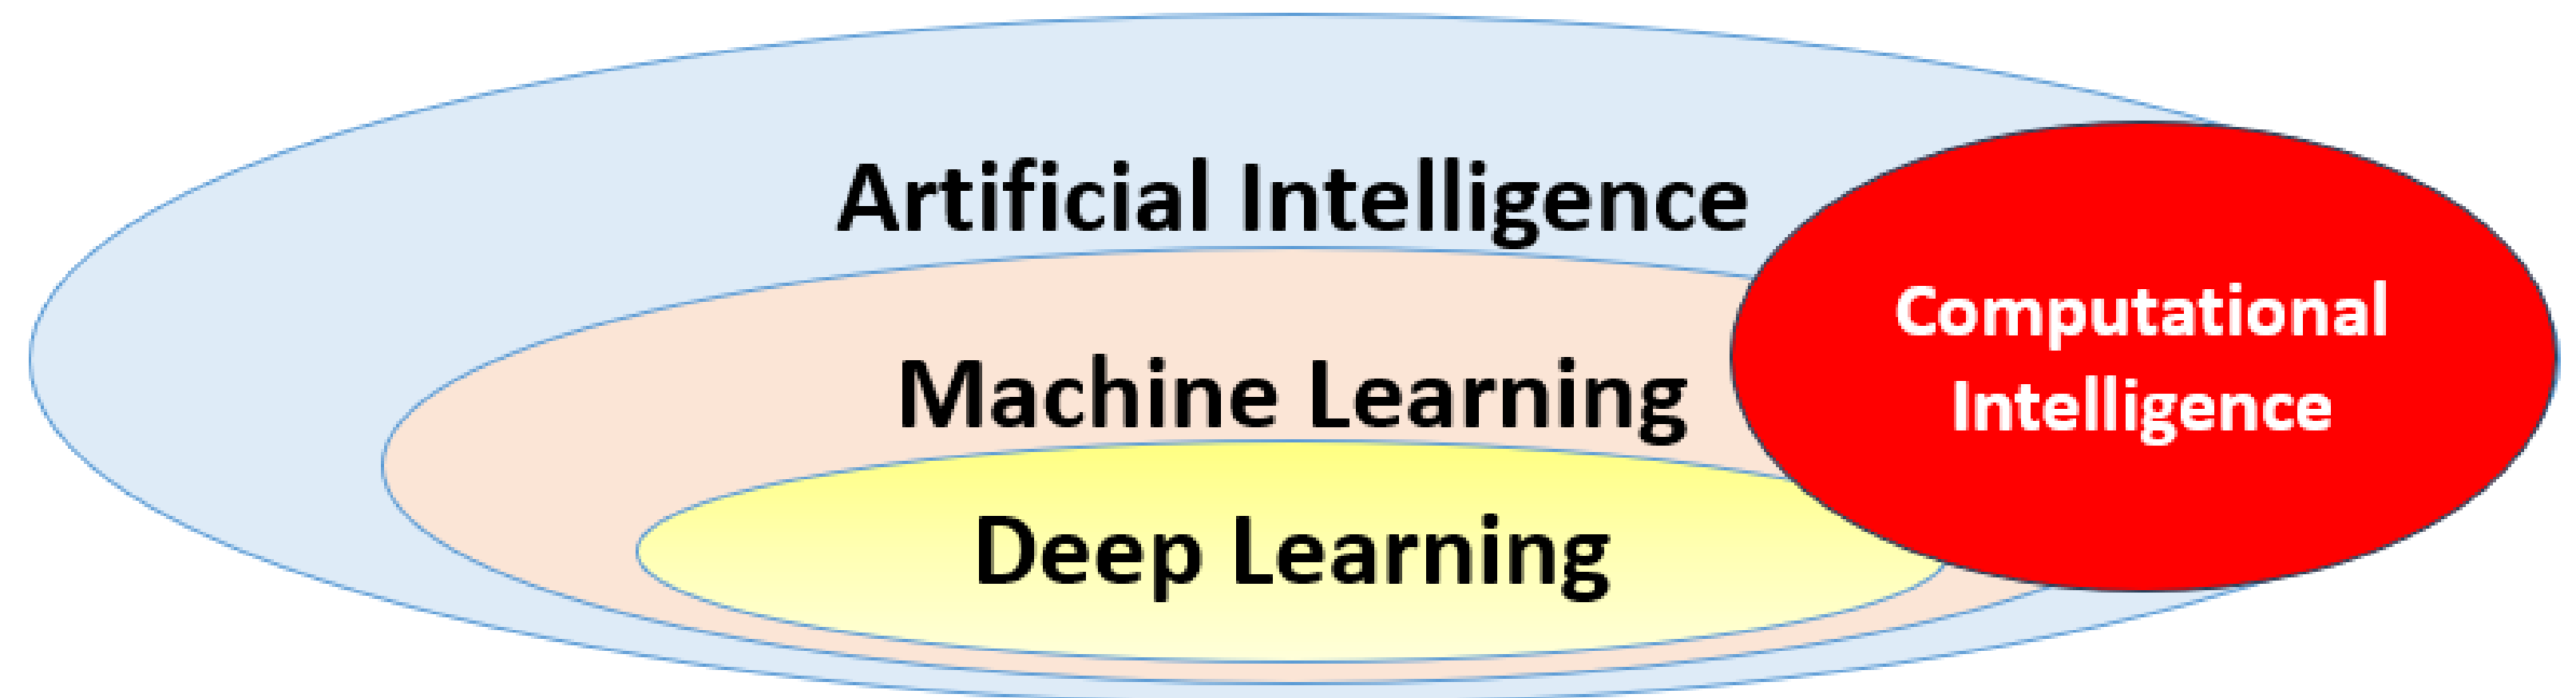 Artificial Intelligence
Machine Learning
Deep Learning
Computational
Intelligence